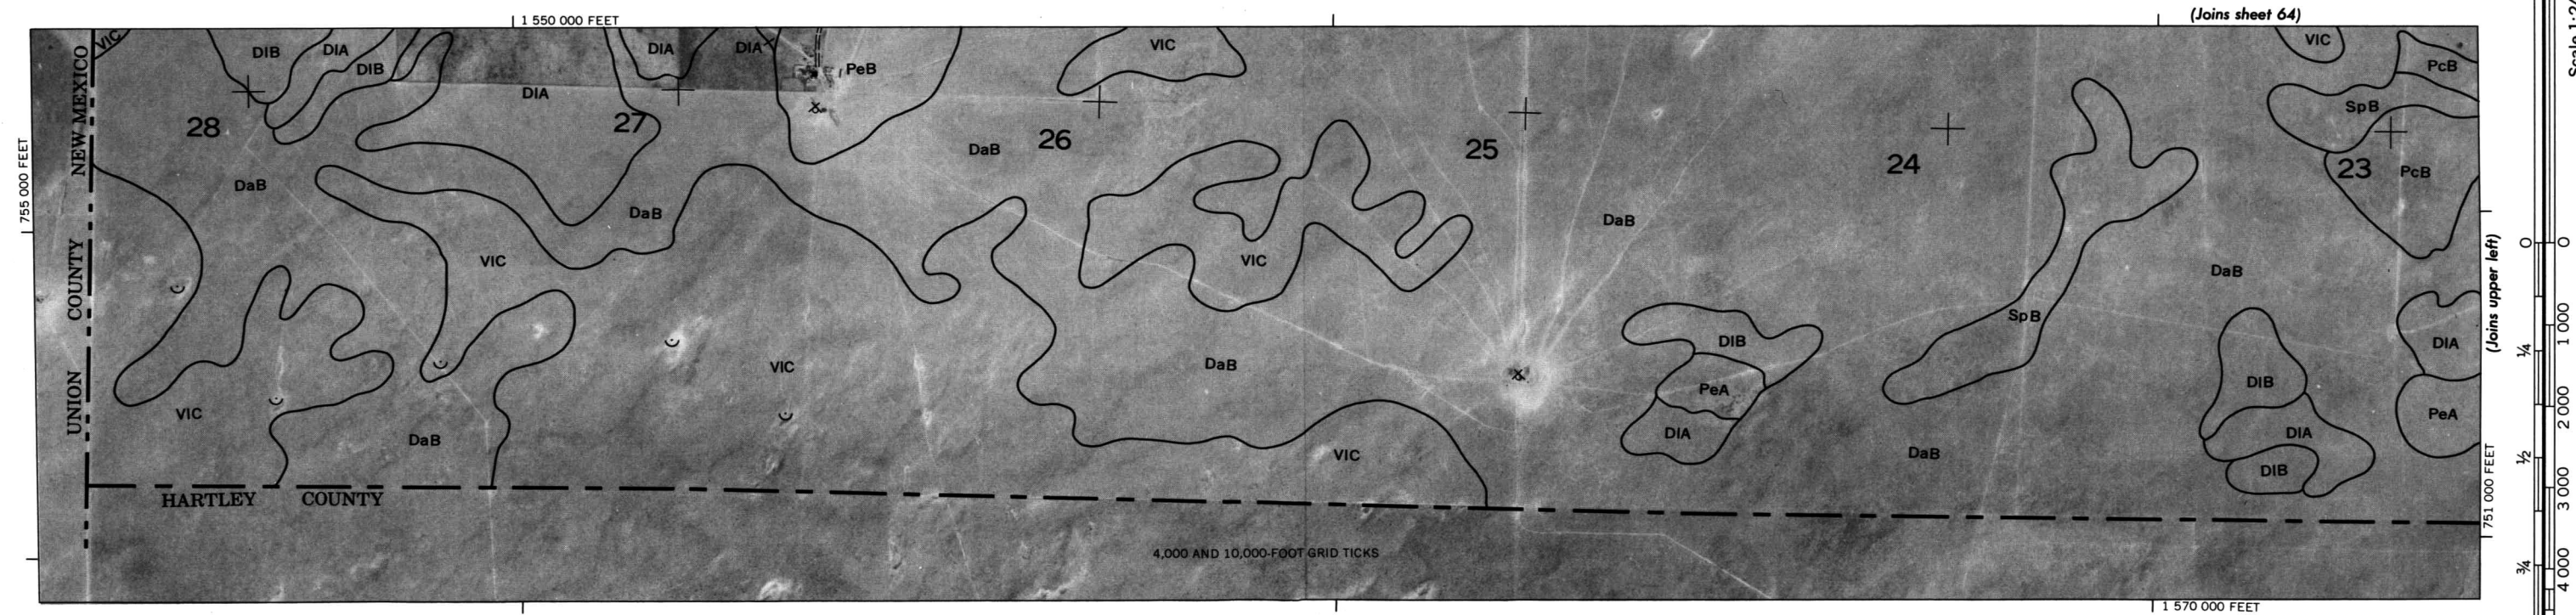 1 550 000 FEET
(Joins sheet 64)
VIC
DIB
DIA
DIB
DIA
DIA
PeB
VIC
VIC
PcB
NEW MEXICO
28
DIA
27
DaB
26
25
24
SpB
23
PcB
DaB
DaB
DaB
755 000 FEET
COUNTY
VIC
VIC
DaB
(Joins upper left)
SpB
DIB
DIA
UNION
VIC
DaB
PeA
DIB
PeA
VIC
DaB
DIA
DIA
VIC
DaB
DIB
HARTLEY COUNTY
751 000 FEET
4,000 AND 10,000-FOOT GRID TICKS
1 570 000 FEET
0 1/4 1/2 3/4
0 1 000 2 000 3 000 4 000